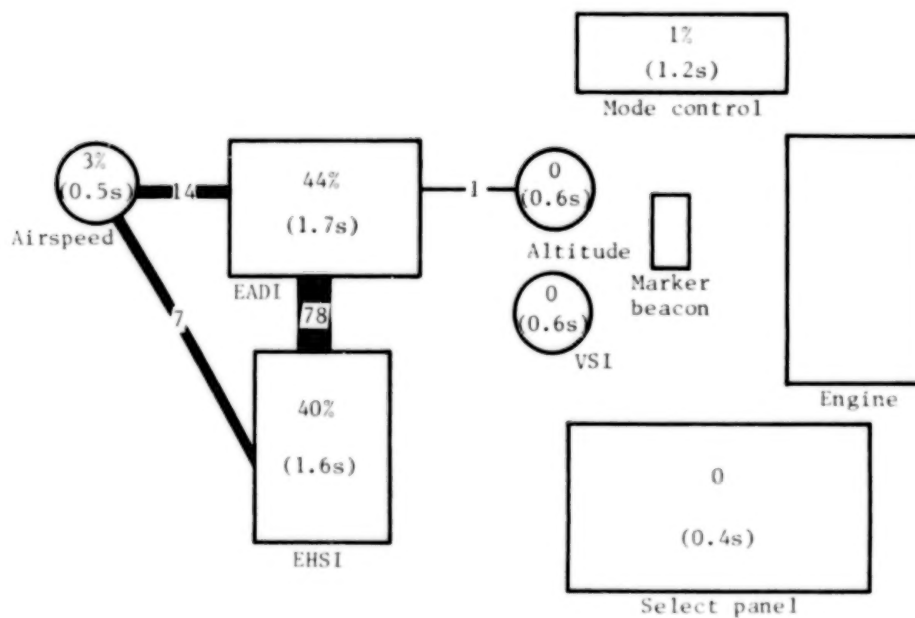 1%
(1.2s)
Mode control
3%
(0.5s)
Airspeed
14
44%
(1.7s)
EADI
1
0
(0.6s)
Altitude
Marker
beacon
7
78
0
(0.6s)
VSI
Engine
40%
(1.6s)
EHSI
0
(0.4s)
Select panel